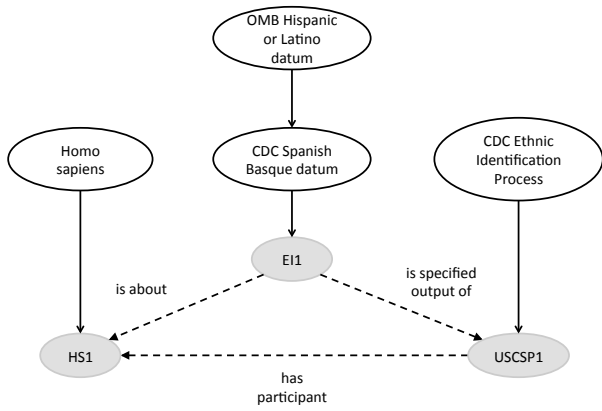 OMB Hispanic
or Latino
datum
Homo
sapiens
CDC Spanish
Basque datum
CDC Ethnic
Identification
Process
EI1
is about
is specified
output of
HS1
USCSP1
has
participant